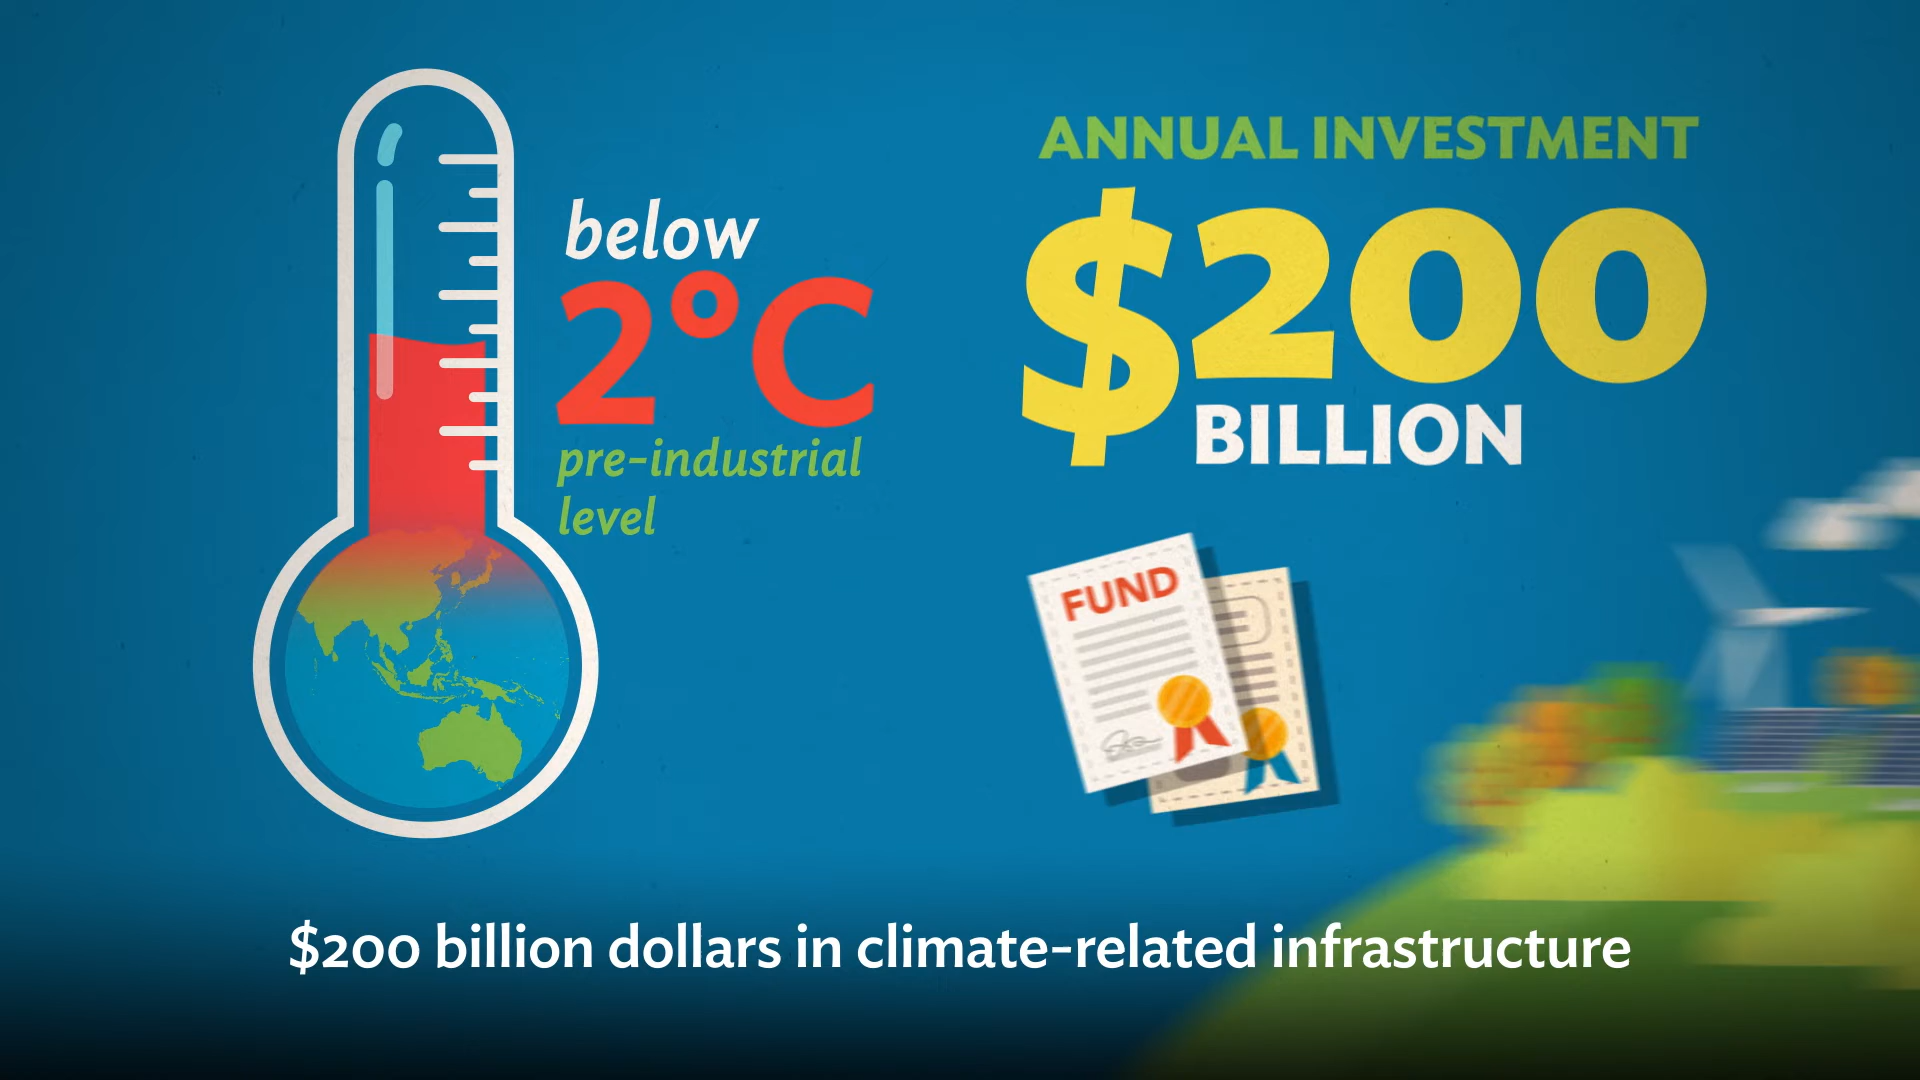 below
2°C
pre-industrial
level
ANNUAL INVESTMENT
$200
BILLION
FUND
$200 billion dollars in climate-related infrastructure